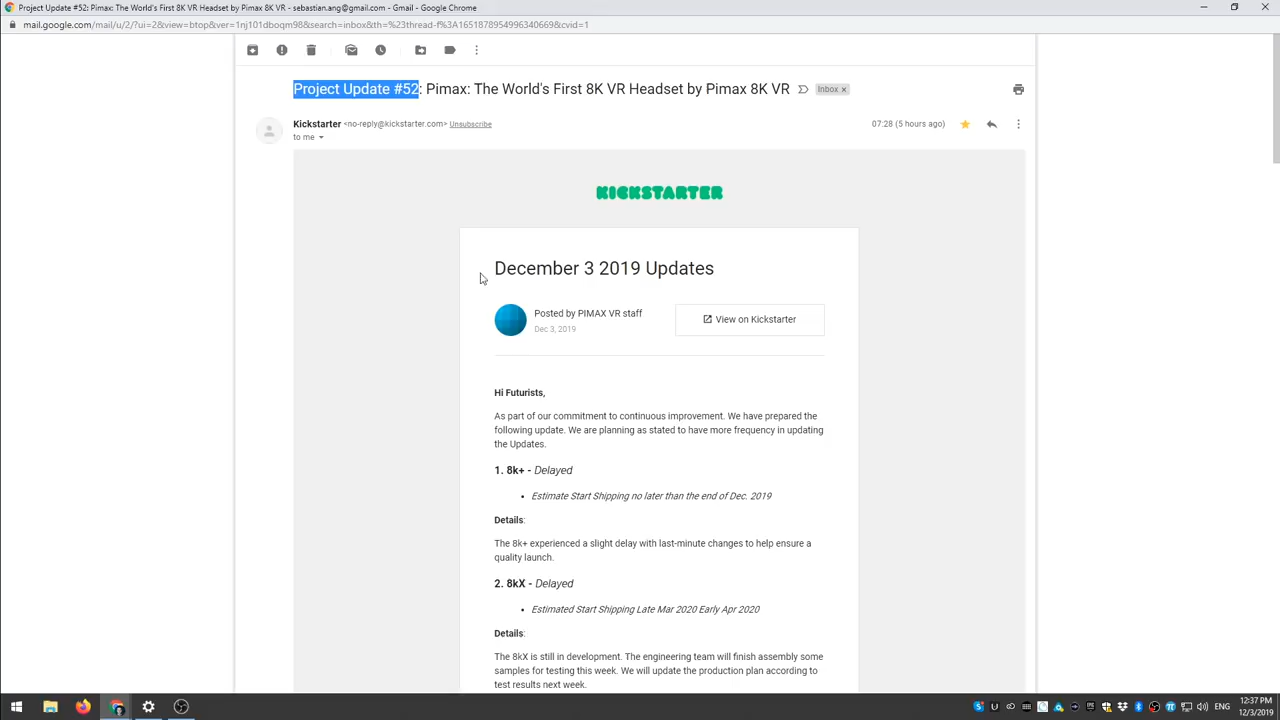 Project Update #52: Pimax: The World's First 8K VR Headset by Pimax 8K VR - sebastian.ang@gmail.com - Gmail - Google Chrome
mail.google.com/mail/u/2/?ui=2&view=btop&ver=1nj101dboqm98&search=inbox&th=%23thread-f%3A1651878954996340669&cvid=1
Project Update #52: Pimax: The World's First 8K VR Headset by Pimax 8K VR Inbox x
Kickstarter <no-reply@kickstarter.com> Unsubscribe 07:28 (5 hours ago)
to me
KICKSTARTER
December 3 2019 Updates
Posted by PIMAX VR staff
Dec 3, 2019
View on Kickstarter
Hi Futurists,
As part of our commitment to continuous improvement. We have prepared the
following update. We are planning as stated to have more frequency in updating
the Updates.
1. 8k+ - Delayed
• Estimate Start Shipping no later than the end of Dec. 2019
Details:
The 8k+ experienced a slight delay with last-minute changes to help ensure a
quality launch.
2. 8kX - Delayed
• Estimated Start Shipping Late Mar 2020 Early Apr 2020
Details:
The 8kX is still in development. The engineering team will finish assembly some
samples for testing this week. We will update the production plan according to
test results next week.
ENG
12:37 PM
12/3/2019